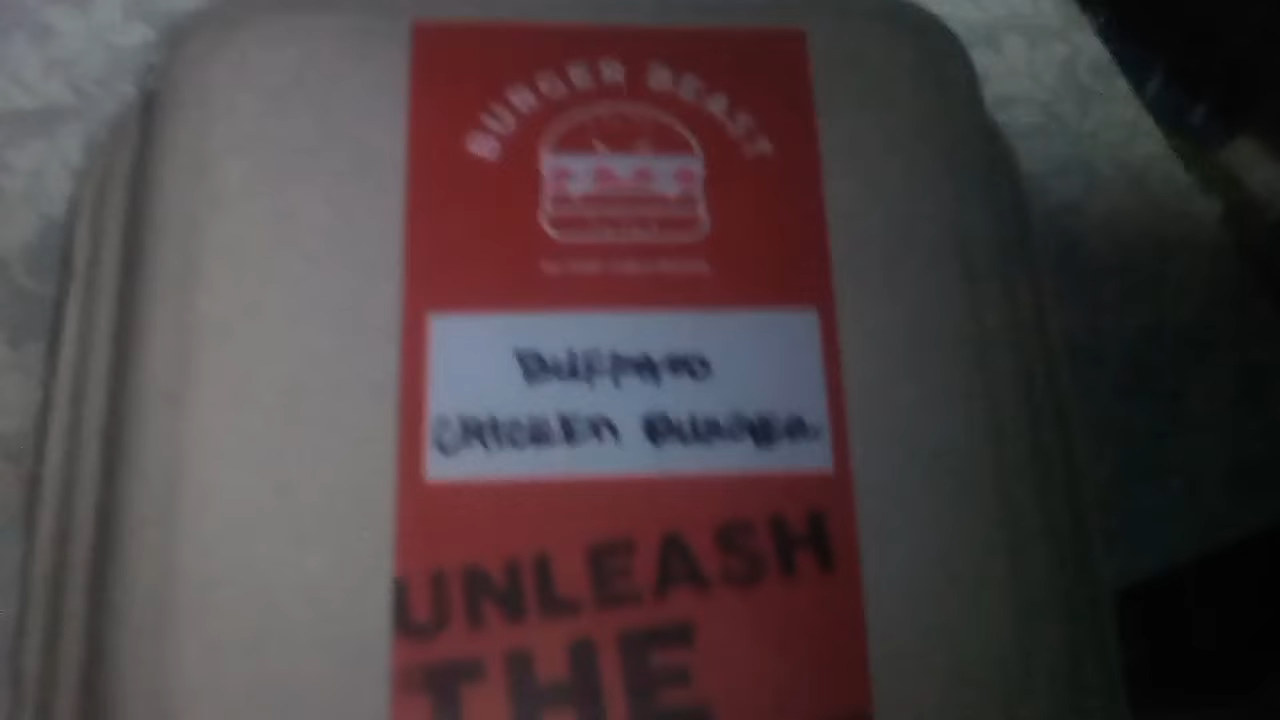 BURGER BEAST
BUFFALO
CHICKEN BURGER
UNLEASH
THE